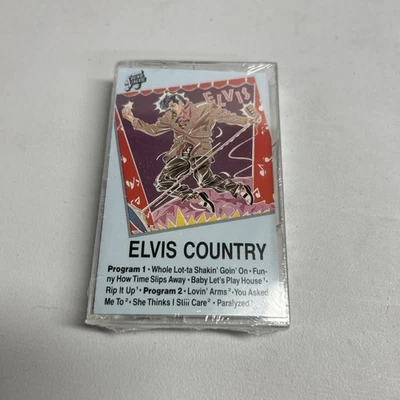 ELVIS
ELVIS COUNTRY
Program 1 • Whole Lot-ta Shakin' Goin' On • Fun-
ny How Time Slips Away • Baby Let's Play House¹ •
Rip It Up¹ • Program 2 • Lovin' Arms² • You Asked
Me To² • She Thinks I Still Care² • Paralyzed¹